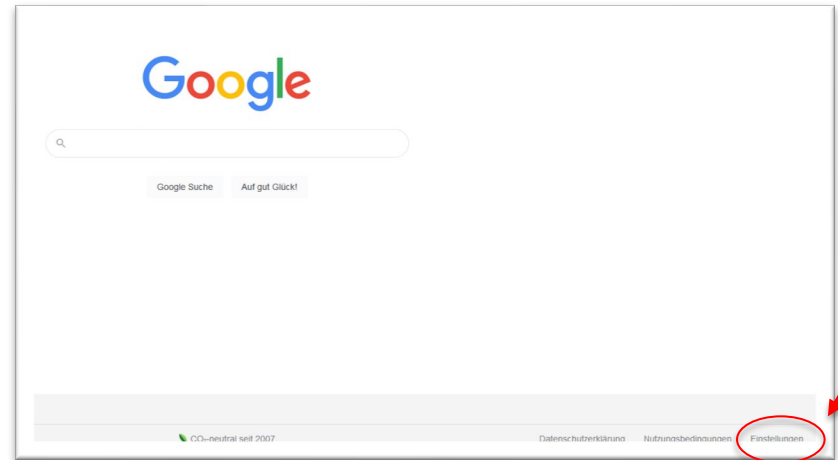 Google
Google Suche Auf gut Glück!
CO₂-neutral seit 2007 Datenschutzerklärung Nutzungsbedingungen Einstellungen